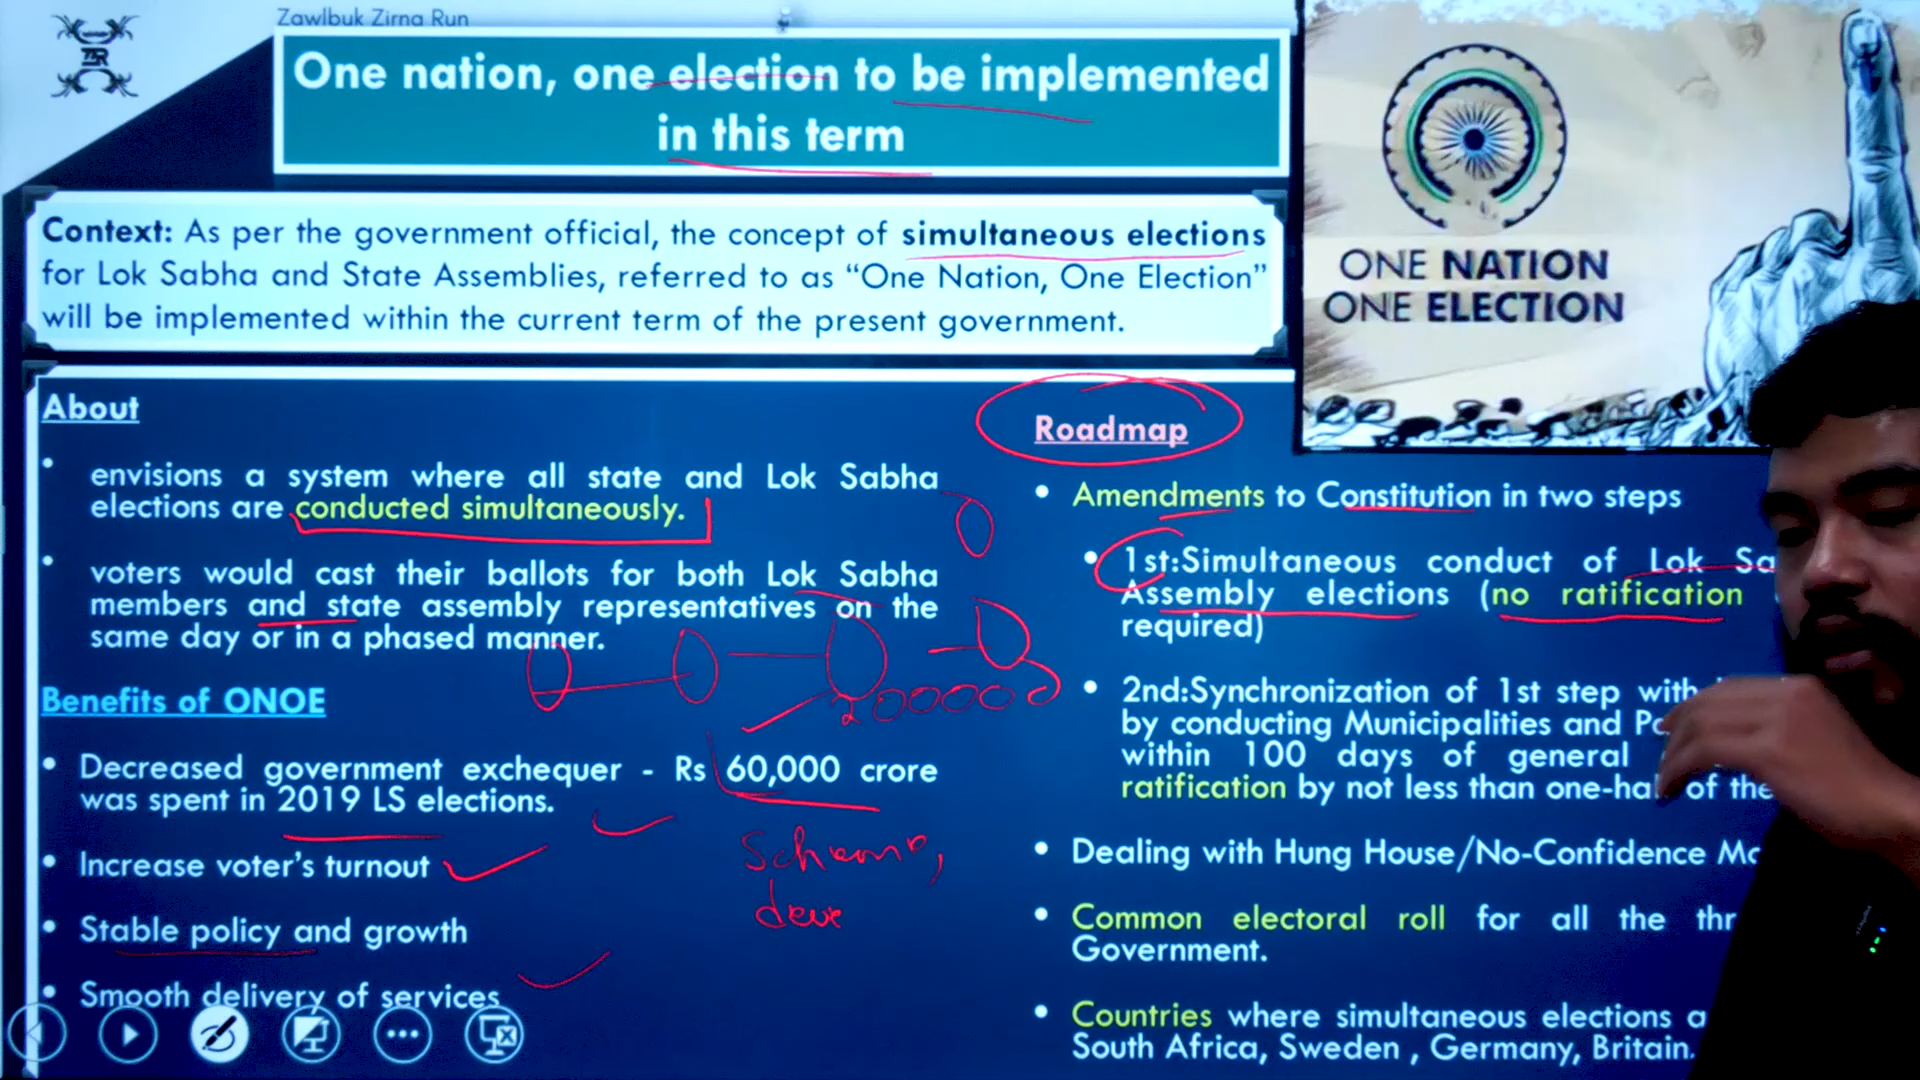 Zawlbuk Zirna Run
ZR
One nation, one election to be implemented
in this term
Context: As per the government official, the concept of simultaneous elections
for Lok Sabha and State Assemblies, referred to as “One Nation, One Election”
will be implemented within the current term of the present government.
ONE NATION
ONE ELECTION
About
• envisions a system where all state and Lok Sabha
elections are conducted simultaneously.
• voters would cast their ballots for both Lok Sabha
members and state assembly representatives on the
same day or in a phased manner.
Benefits of ONOE
• Decreased government exchequer - Rs 60,000 crore
was spent in 2019 LS elections.
• Increase voter’s turnout
• Stable policy and growth
• Smooth delivery of services
200000
Roadmap
• Amendments to Constitution in two steps
• 1st:Simultaneous conduct of Lok
Assembly elections (no ratification
required)
• 2nd:Synchronization of 1st step with
by conducting Municipalities and
within 100 days of general
ratification by not less than one- of the
• Dealing with Hung House/No-Confidence
• Common electoral roll for all the
Government.
• Countries where simultaneous elections
South Africa, Sweden , Germany, Britain.